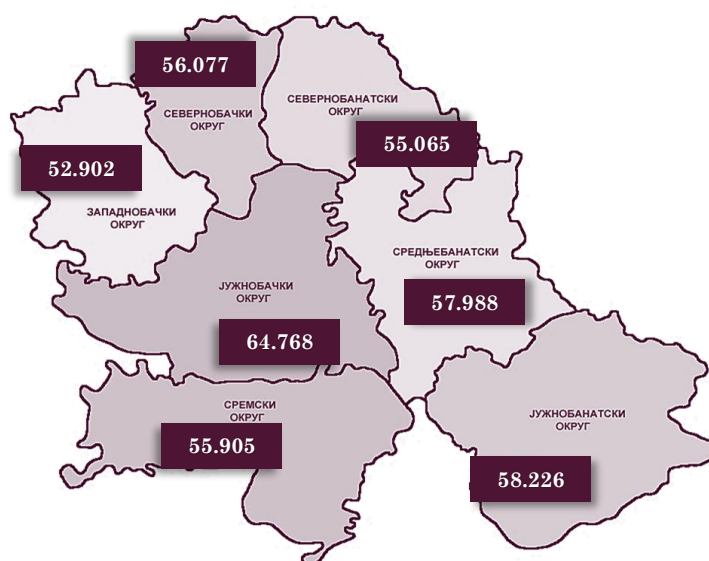 56.077
СЕВЕРНОБАЧКИ
ОКРУГ
СЕВЕРНОБАНАТСКИ
ОКРУГ
55.065
52.902
ЗАПАДНОБАЧКИ
ОКРУГ
СРЕДЊЕБАНАТСКИ
ОКРУГ
57.988
ЈУЖНОБАЧКИ
ОКРУГ
64.768
СРЕМСКИ
ОКРУГ
55.905
ЈУЖНОБАНАТСКИ
ОКРУГ
58.226